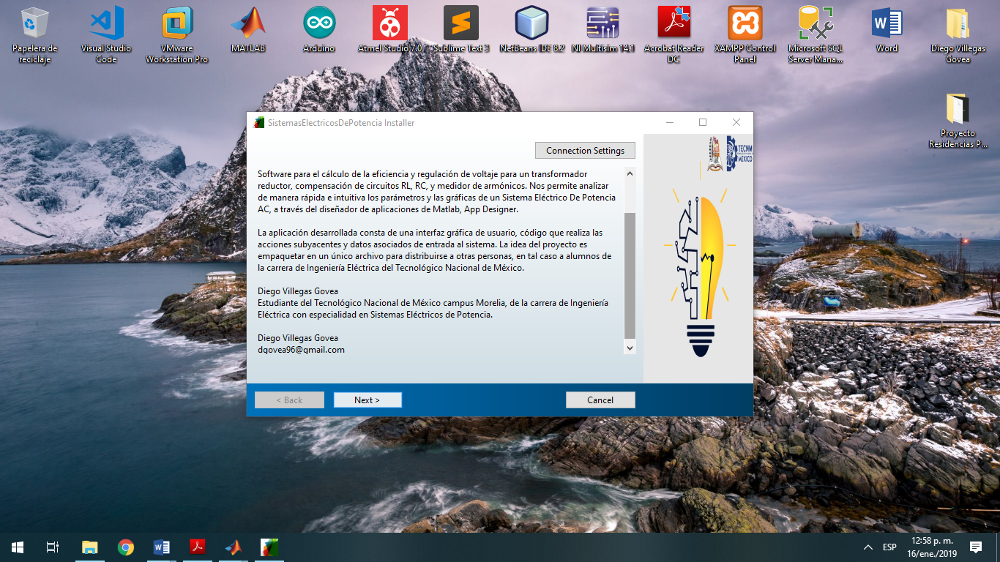 Papelera de
reciclaje
Visual Studio
Code
VMware
Workstation Pro
MATLAB
Arduino
Atmel Studio 7.0
Sublime Text 3
NetBeans IDE 8.2
NI Multisim 14.1
Acrobat Reader
DC
XAMPP Control
Panel
Microsoft SQL
Server Mana...
Word
Diego Villegas
Govea
Proyecto
Residencias P...
SistemasElectricosDePotencia Installer
Connection Settings
TECNM
MÉXICO
Software para el cálculo de la eficiencia y regulación de voltaje para un transformador
reductor, compensación de circuitos RL, RC, y medidor de armónicos. Nos permite analizar
de manera rápida e intuitiva los parámetros y las gráficas de un Sistema Eléctrico De Potencia
AC, a través del diseñador de aplicaciones de Matlab, App Designer.
La aplicación desarrollada consta de una interfaz gráfica de usuario, código que realiza las
acciones subyacentes y datos asociados de entrada al sistema. La idea del proyecto es
empaquetar en un único archivo para distribuirse a otras personas, en tal caso a alumnos de
la carrera de Ingeniería Eléctrica del Tecnológico Nacional de México.
Diego Villegas Govea
Estudiante del Tecnológico Nacional de México campus Morelia, de la carrera de Ingeniería
Eléctrica con especialidad en Sistemas Eléctricos de Potencia.
Diego Villegas Govea
dgovea96@gmail.com
< Back
Next >
Cancel
ESP
12:58 p. m.
16/ene./2019